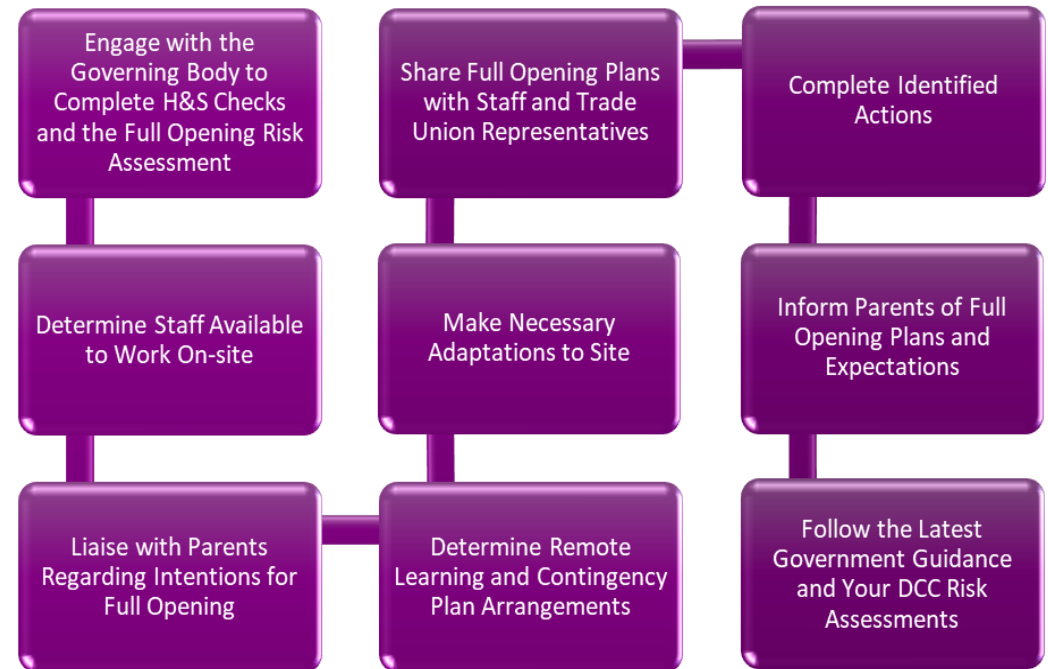 Engage with the
Governing Body to
Complete H&S Checks
and the Full Opening Risk
Assessment
Determine Staff Available
to Work On-site
Liaise with Parents
Regarding Intentions for
Full Opening
Determine Remote
Learning and Contingency
Plan Arrangements
Make Necessary
Adaptations to Site
Share Full Opening Plans
with Staff and Trade
Union Representatives
Complete Identified
Actions
Inform Parents of Full
Opening Plans and
Expectations
Follow the Latest
Government Guidance
and Your DCC Risk
Assessments